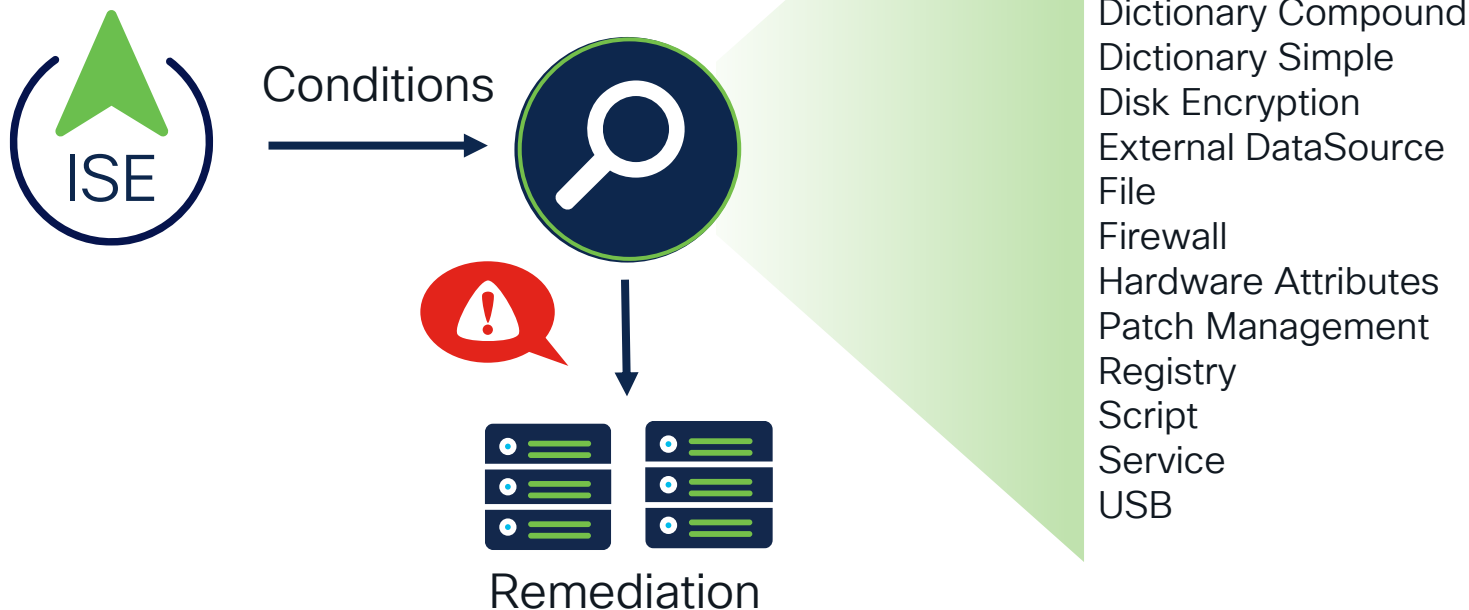 ISE
Conditions
Remediation
Dictionary Compound
Dictionary Simple
Disk Encryption
External DataSource
File
Firewall
Hardware Attributes
Patch Management
Registry
Script
Service
USB